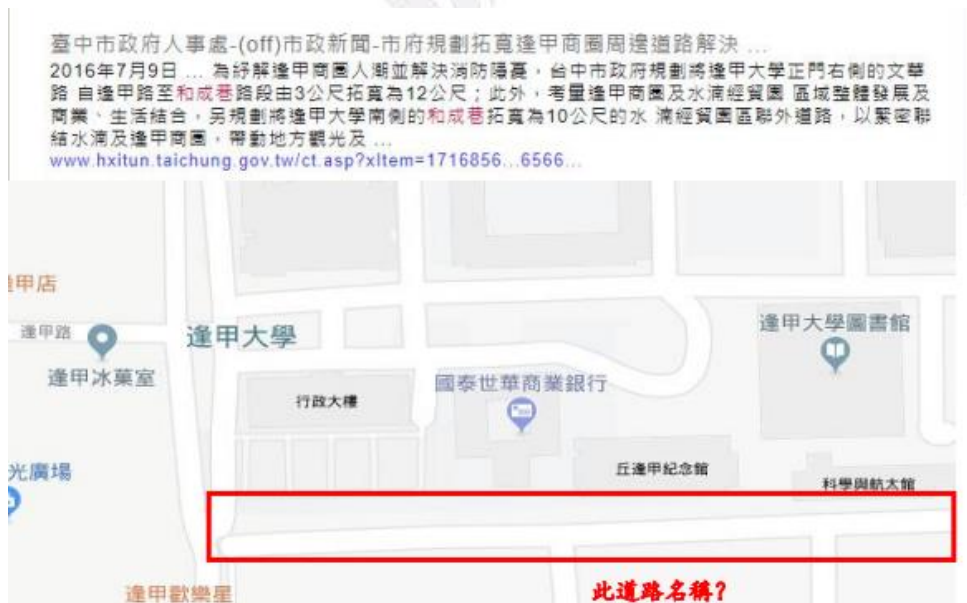 臺中市政府人事處-(off)市政新聞-市府規劃拓寬逢甲商圈周邊道路解決 ...
2016年7月9日 ... 為紓解逢甲商圈人潮並解決消防隱憂，台中市政府規劃將逢甲大學正門右側的文華
路 自逢甲路至和成巷路段由3公尺拓寬為12公尺；此外，考量逢甲商圈及水湳經貿園 區域整體發展及
商業、生活結合，另規劃將逢甲大學南側的和成巷拓寬為10公尺的水 湳經貿園區聯外道路，以緊密聯
結水湳及逢甲商圈，帶動地方觀光及 ...
www.hxitun.taichung.gov.tw/ct.asp?xItem=1716856...6566...
甲店
逢甲路
逢甲大學
逢甲大學圖書館
逢甲冰菓室
國泰世華商業銀行
行政大樓
丘逢甲紀念館
光廣場
科學與航太館
逢甲歡樂星
此道路名稱?